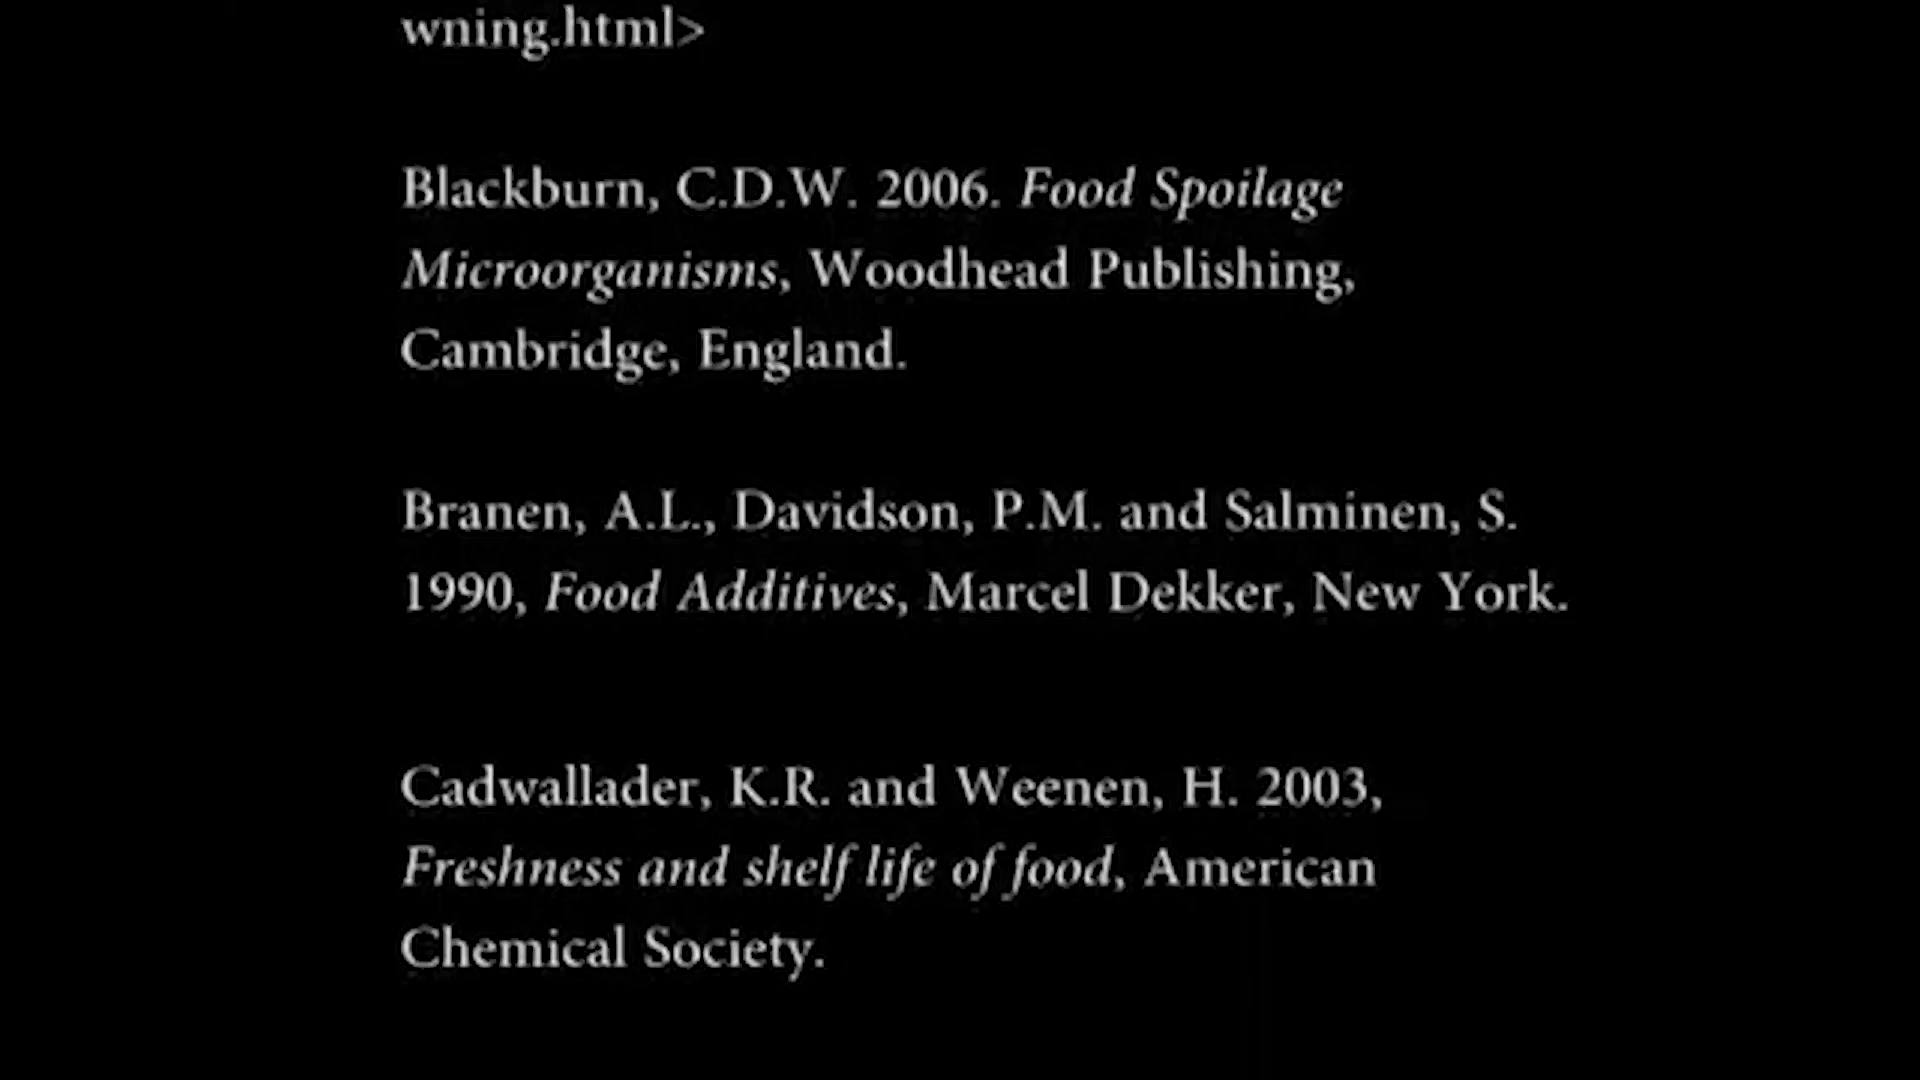 wning.html>
Blackburn, C.D.W. 2006. Food Spoilage
Microorganisms, Woodhead Publishing,
Cambridge, England.
Branen, A.L., Davidson, P.M. and Salminen, S.
1990, Food Additives, Marcel Dekker, New York.
Cadwallader, K.R. and Weenen, H. 2003,
Freshness and shelf life of food, American
Chemical Society.